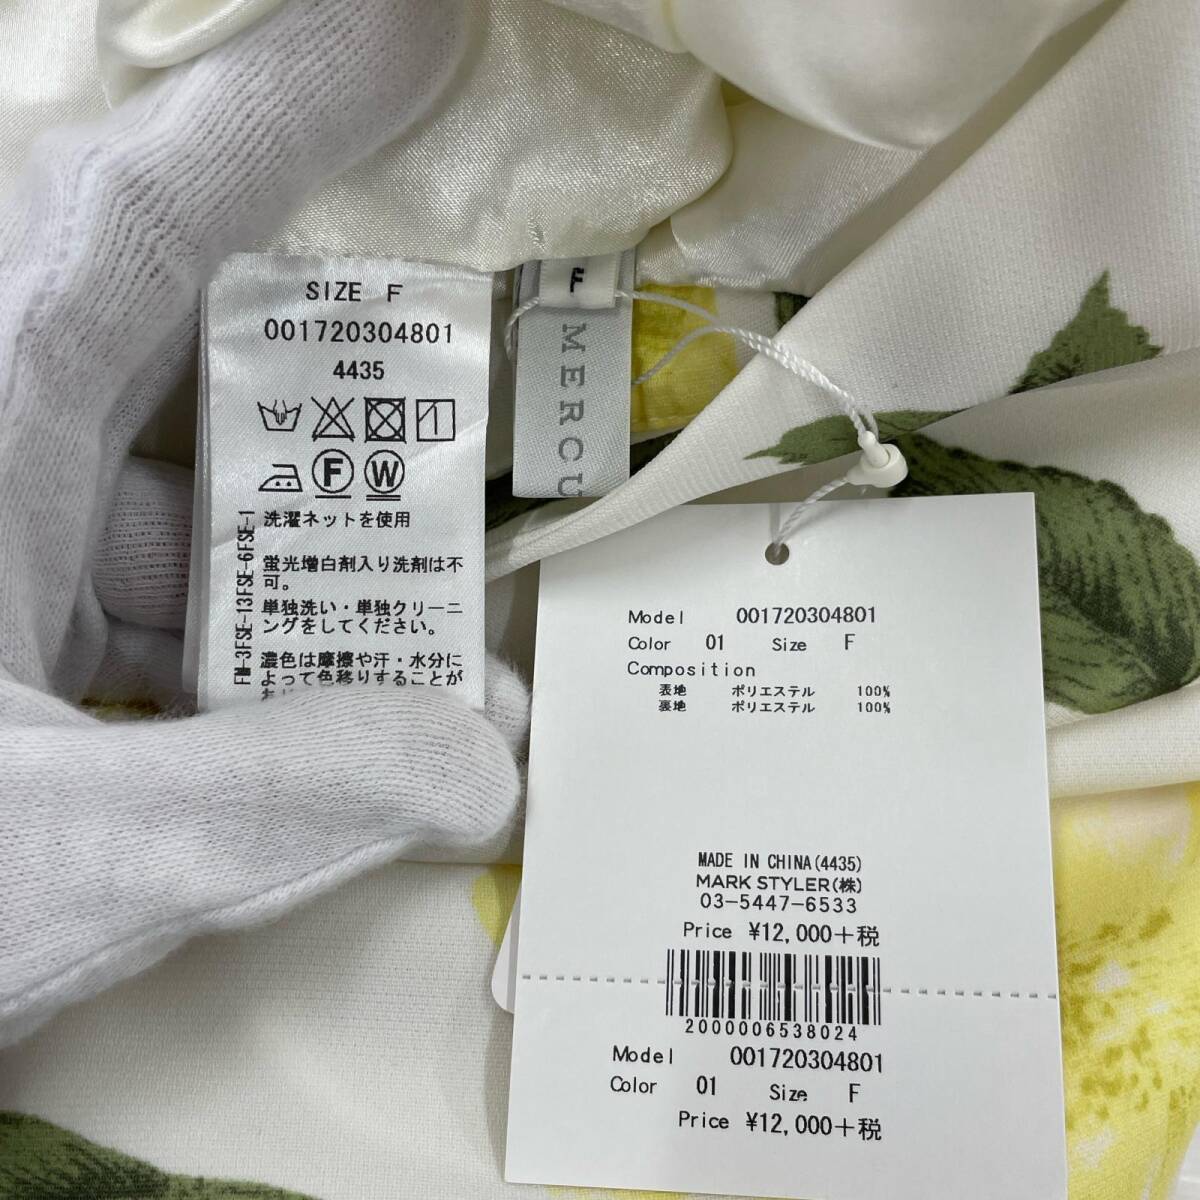 SIZE F
001720304801
4435
F W
洗濯ネットを使用
蛍光増白剤入り洗剤は不
可。
単独洗い・単独クリーニ
ングをしてください。
濃色は摩擦や汗・水分に
よって色移りすることが
FW-3FSE-13FSE-6FSE-1
F
MERCU
Model 001720304801
Color 01 Size F
Composition
表地 ポリエステル 100%
裏地 ポリエステル 100%
MADE IN CHINA(4435)
MARK STYLER(株)
03-5447-6533
Price ¥12,000+税
2000006538024
Model 001720304801
Color 01 Size F
Price ¥12,000+税